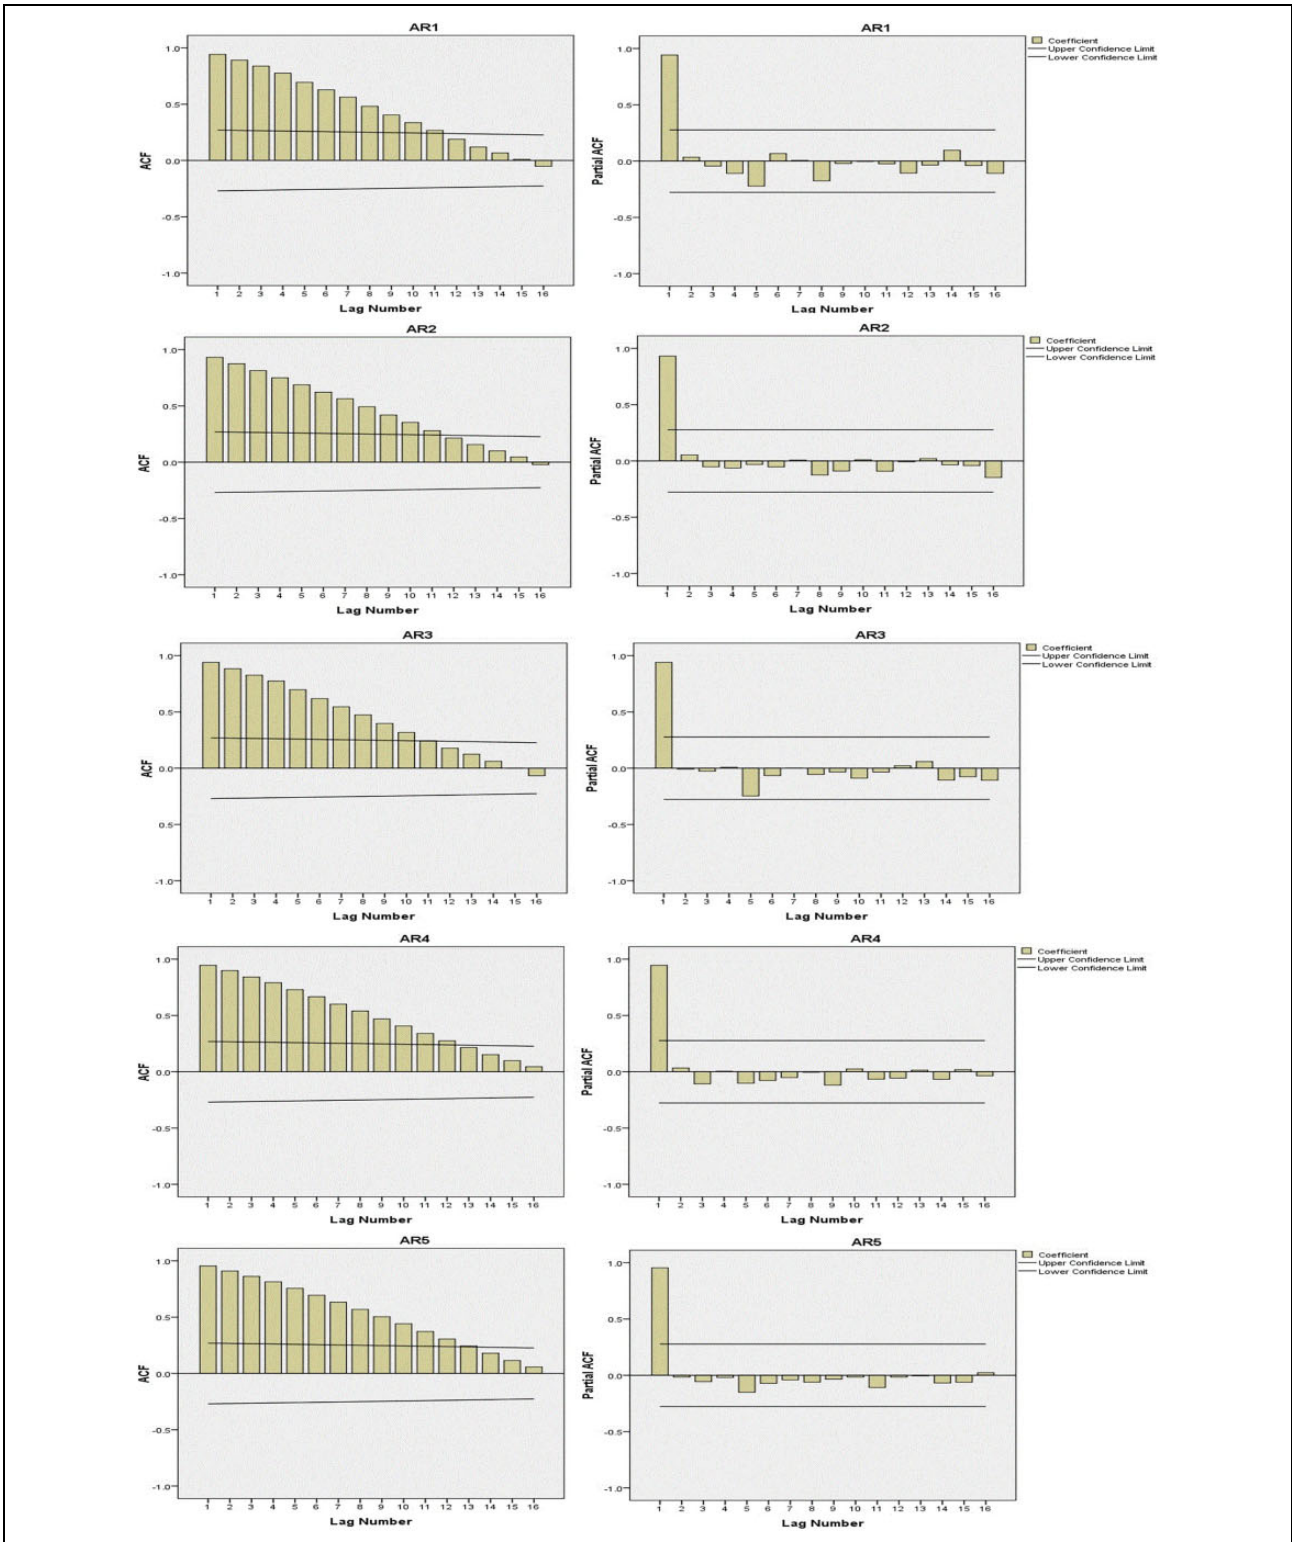 AR1
AR1
Coefficient
Upper Confidence Limit
Lower Confidence Limit
1.0
0.5
0.0
-0.5
-1.0
ACF
1 2 3 4 5 6 7 8 9 10 11 12 13 14 15 16
Lag Number
1.0
0.5
0.0
-0.5
-1.0
Partial ACF
1 2 3 4 5 6 7 8 9 10 11 12 13 14 15 16
Lag Number
AR2
AR2
Coefficient
Upper Confidence Limit
Lower Confidence Limit
1.0
0.5
0.0
-0.5
-1.0
ACF
1 2 3 4 5 6 7 8 9 10 11 12 13 14 15 16
Lag Number
1.0
0.5
0.0
-0.5
-1.0
Partial ACF
1 2 3 4 5 6 7 8 9 10 11 12 13 14 15 16
Lag Number
AR3
AR3
Coefficient
Upper Confidence Limit
Lower Confidence Limit
1.0
0.5
0.0
0.5
-1.0
ACF
1 2 3 4 5 6 7 8 9 10 11 12 13 14 15 16
Lag Number
1.0
0.5
0.0
-0.5
-1.0
Partial ACF
1 2 3 4 5 6 7 8 9 10 11 12 13 14 15 16
Lag Number
AR4
AR4
Coefficient
Upper Confidence Limit
Lower Confidence Limit
1.0
0.5
0.0
-0.5
-1.0
ACF
1 2 3 4 5 6 7 8 9 10 11 12 13 14 15 16
Lag Number
1.0
0.5
0.0
-0.5
-1.0
Partial ACF
1 2 3 4 5 6 7 8 9 10 11 12 13 14 15 16
Lag Number
AR5
AR5
Coefficient
Upper Confidence Limit
Lower Confidence Limit
1.0
0.5
0.0
-0.5
-1.0
ACF
1 2 3 4 5 6 7 8 9 10 11 12 13 14 15 16
Lag Number
1.0
0.5
0.0
-0.5
-1.0
Partial ACF
1 2 3 4 5 6 7 8 9 10 11 12 13 14 15 16
Lag Number